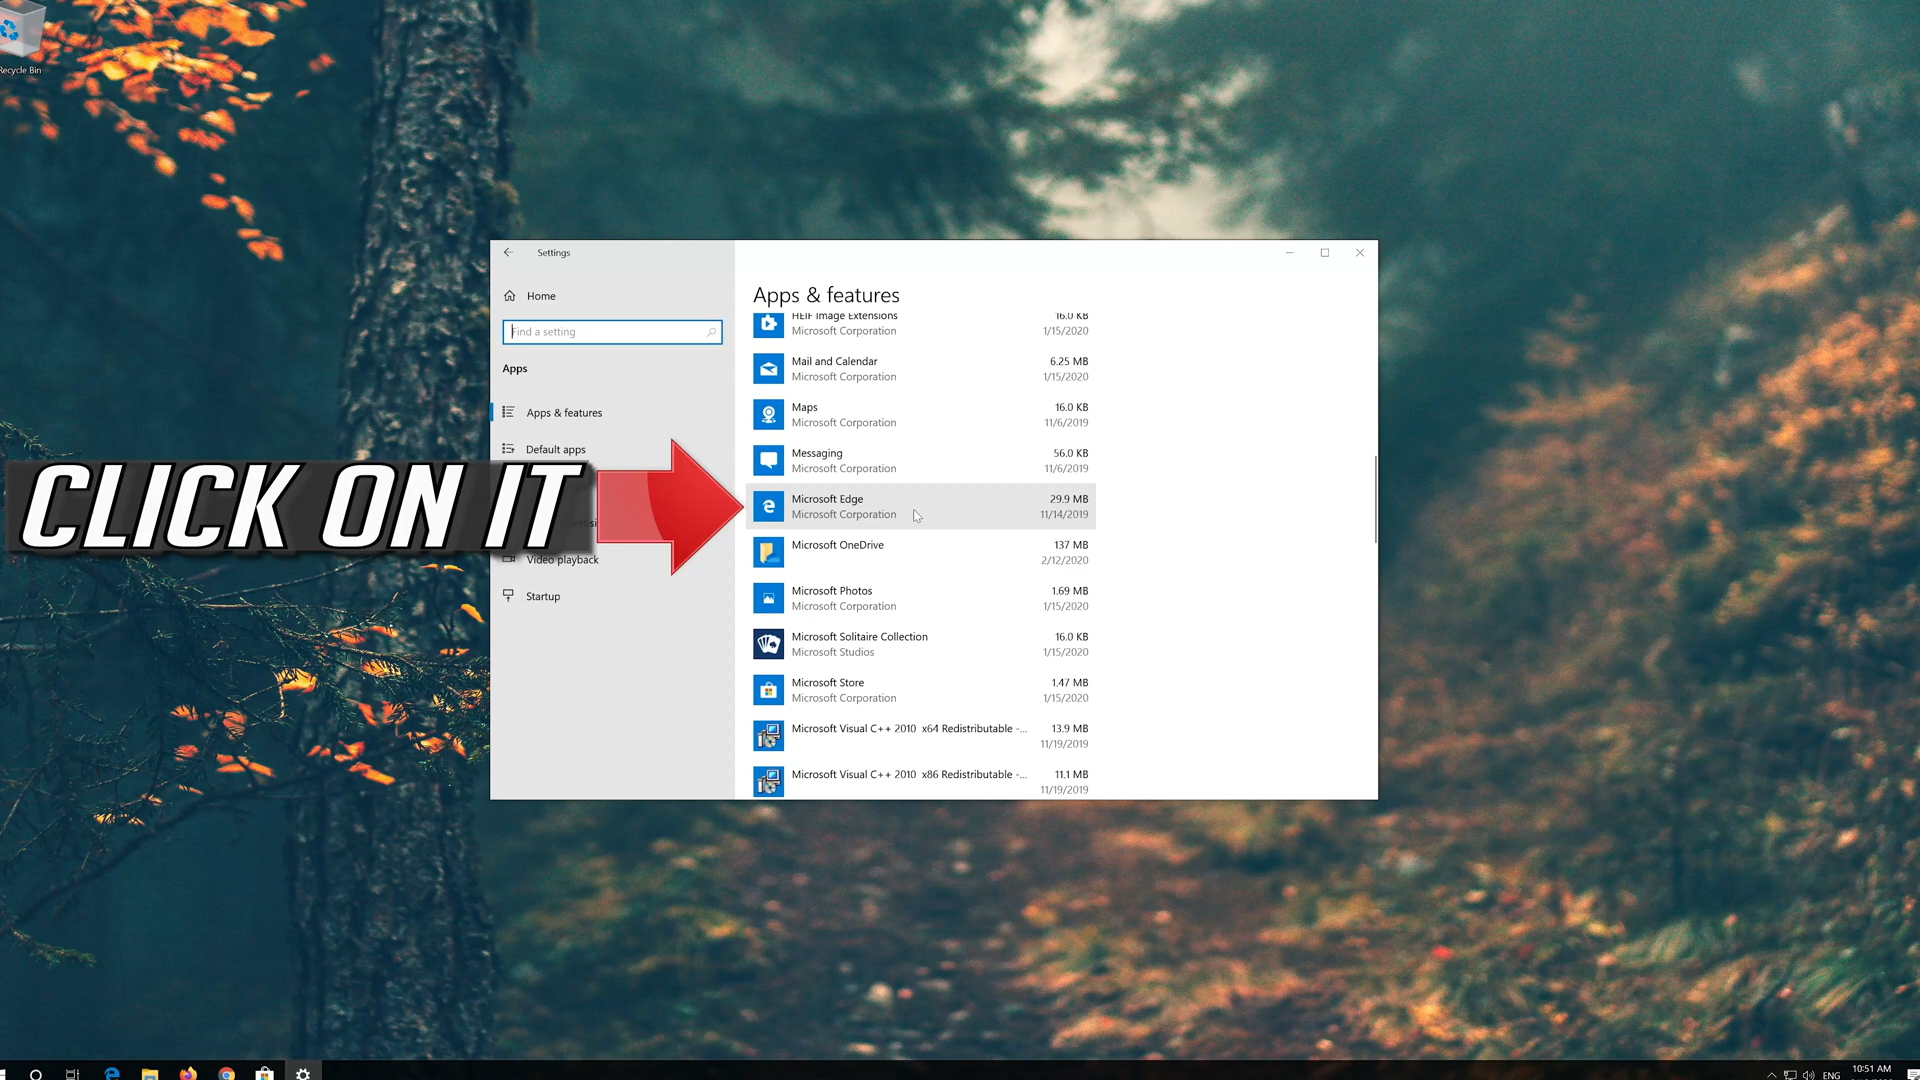 Recycle Bin
Settings
Home
Find a setting
Apps
Apps & features
Default apps
Video playback
Startup
CLICK ON IT
Apps & features
HEIF Image Extensions 16.0 KB
Microsoft Corporation 1/15/2020
Mail and Calendar 6.25 MB
Microsoft Corporation 1/15/2020
Maps 16.0 KB
Microsoft Corporation 11/6/2019
Messaging 56.0 KB
Microsoft Corporation 11/6/2019
Microsoft Edge 29.9 MB
Microsoft Corporation 11/14/2019
Microsoft OneDrive 137 MB
2/12/2020
Microsoft Photos 1.69 MB
Microsoft Corporation 1/15/2020
Microsoft Solitaire Collection 16.0 KB
Microsoft Studios 1/15/2020
Microsoft Store 1.47 MB
Microsoft Corporation 1/15/2020
Microsoft Visual C++ 2010 x64 Redistributable -... 13.9 MB
11/19/2019
Microsoft Visual C++ 2010 x86 Redistributable -... 11.1 MB
11/19/2019
ENG
10:51 AM